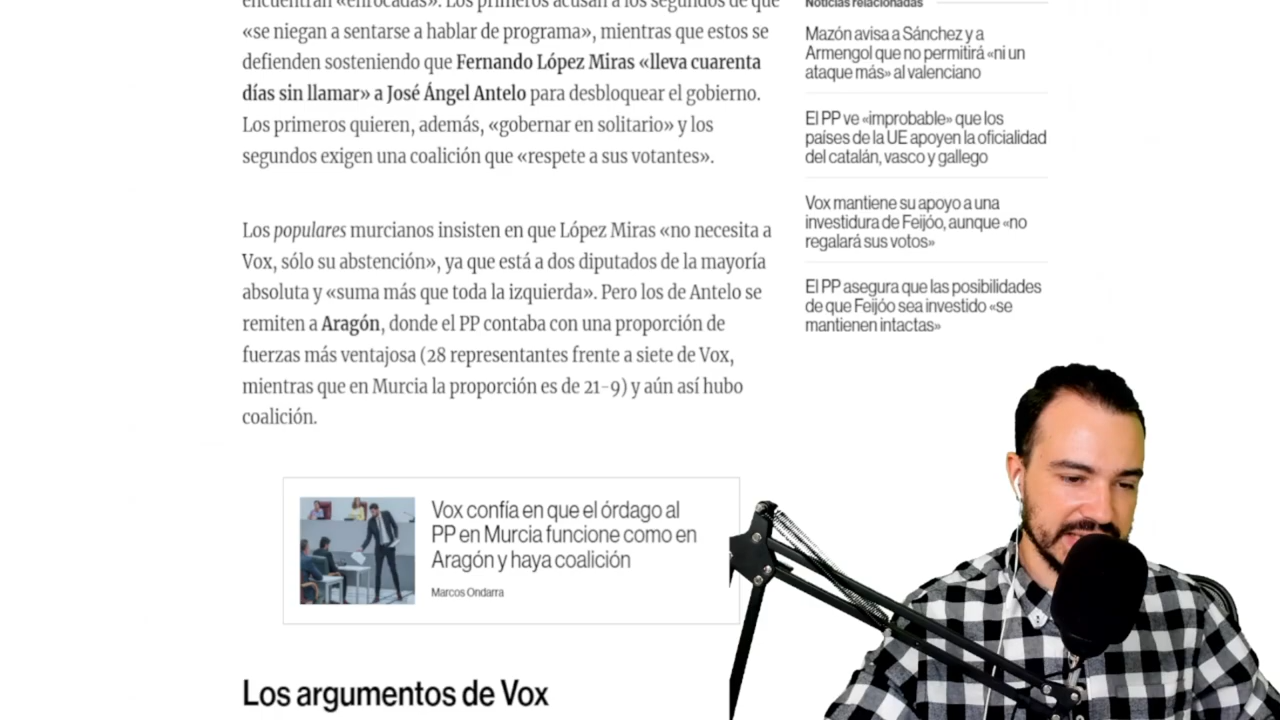 encuentran «enrocadas». Los primeros acusan a los segundos de que
«se niegan a sentarse a hablar de programa», mientras que estos se
defienden sosteniendo que Fernando López Miras «lleva cuarenta
días sin llamar» a José Ángel Antelo para desbloquear el gobierno.
Los primeros quieren, además, «gobernar en solitario» y los
segundos exigen una coalición que «respete a sus votantes».
Los populares murcianos insisten en que López Miras «no necesita a
Vox, sólo su abstención», ya que está a dos diputados de la mayoría
absoluta y «suma más que toda la izquierda». Pero los de Antelo se
remiten a Aragón, donde el PP contaba con una proporción de
fuerzas más ventajosa (28 representantes frente a siete de Vox,
mientras que en Murcia la proporción es de 21-9) y aún así hubo
coalición.
Vox confía en que el órdago al
PP en Murcia funcione como en
Aragón y haya coalición
Marcos Ondarra
Los argumentos de Vox
Noticias relacionadas
Mazón avisa a Sánchez y a
Armengol que no permitirá «ni un
ataque más» al valenciano
El PP ve «improbable» que los
países de la UE apoyen la oficialidad
del catalán, vasco y gallego
Vox mantiene su apoyo a una
investidura de Feijóo, aunque «no
regalará sus votos»
El PP asegura que las posibilidades
de que Feijóo sea investido «se
mantienen intactas»